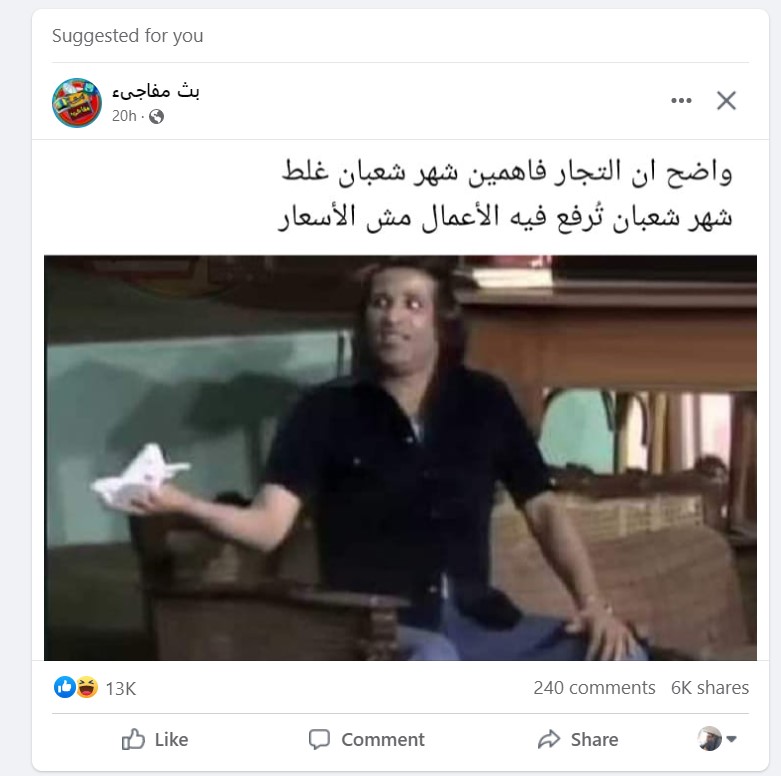 Suggested for you
بث مفاجىء
20h ·
واضح ان التجار فاهمين شهر شعبان غلط
شهر شعبان تُرفع فيه الأعمال مش الأسعار
13K
240 comments 6K shares
Like Comment Share